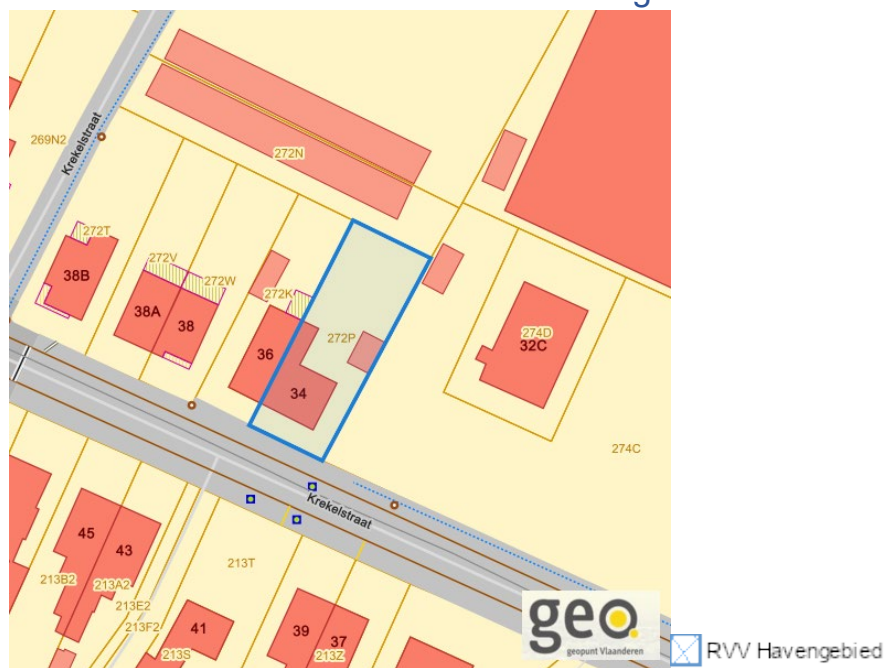 Krekelstraat
269N2
272N
272T
38B
272V
272W
38A
38
272K
36
272P
34
274D
32C
274C
Krekelstraat
45
43
213T
213B2
213A2
213E2
213F2
41
39
37
213S
213Z
geo.
geopunt Vlaanderen
RVV Havengebied